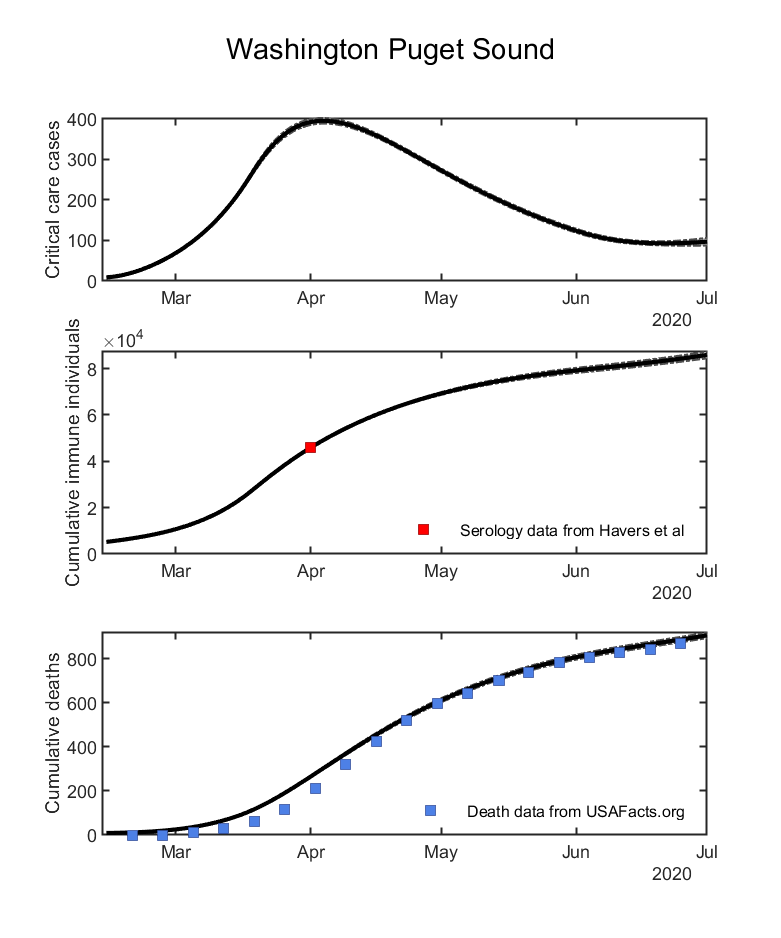 Washington Puget Sound
Critical care cases
400
300
200
100
0
Mar Apr May Jun Jul
2020
Cumulative immune individuals
×10⁴
8
6
4
2
0
Serology data from Havers et al
Mar Apr May Jun Jul
2020
Cumulative deaths
800
600
400
200
0
Death data from USAFacts.org
Mar Apr May Jun Jul
2020